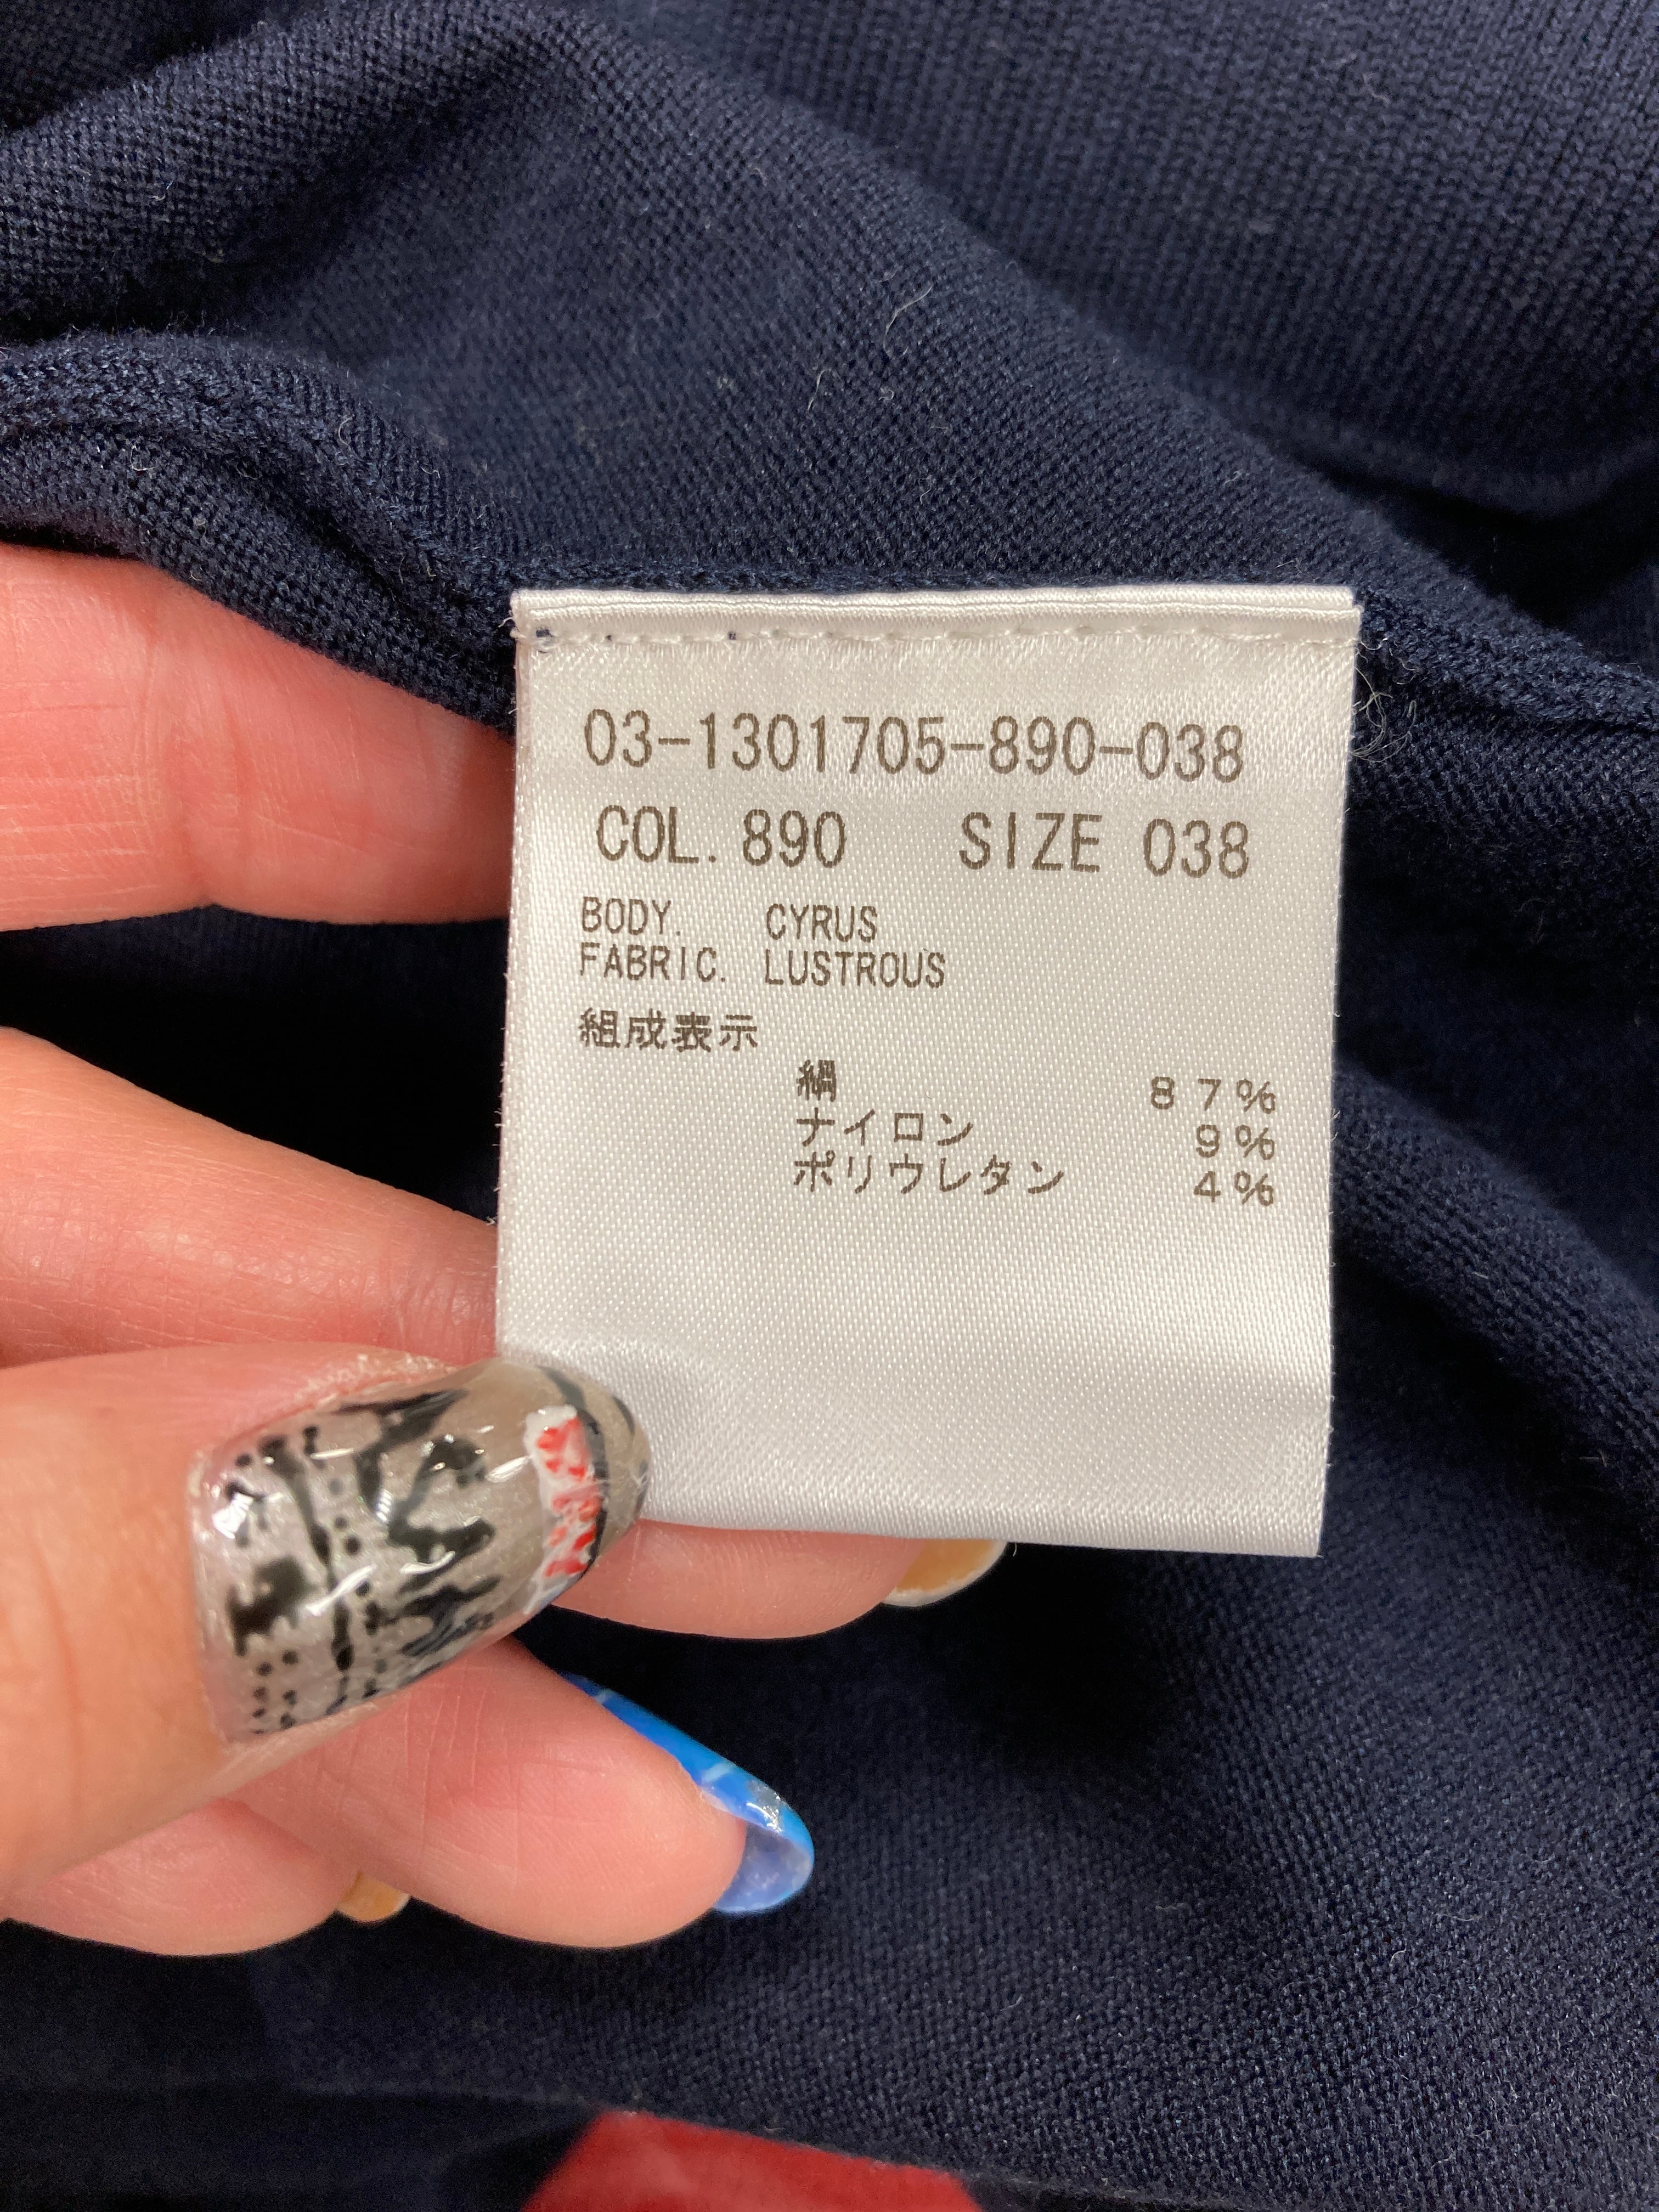 03-1301705-890-038
COL. 890 SIZE 038
BODY. CYRUS
FABRIC. LUSTROUS
組成表示
絹 87%
ナイロン 9%
ポリウレタン 4%